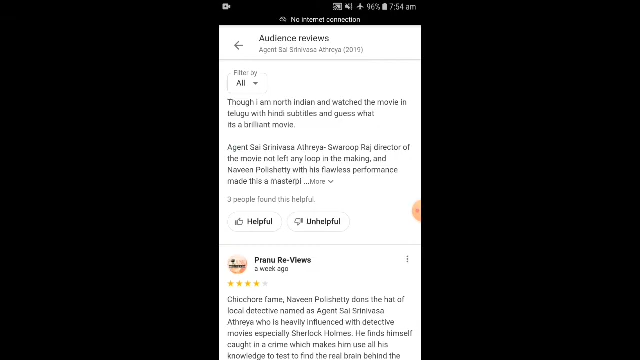 96% 7:54 am
No internet connection
Audience reviews
Agent Sai Srinivasa Athreya (2019)
Filter by
All
Though i am north indian and watched the movie in
telugu with hindi subtitles and guess what
its a brilliant movie.
Agent Sai Srinivasa Athreya- Swaroop Raj director of
the movie not left any loop in the making, and
Naveen Polishetty with his flawless performance
made this a masterpi ...More
3 people found this helpful.
Helpful
Unhelpful
Pranu Re-Views
a week ago
Chicchore fame, Naveen Polishetty dons the hat of
local detective named as Agent Sai Srinivasa
Athreya who is heavily influenced with detective
movies especially Sherlock Holmes. He finds himself
caught in a crime which makes him use all his
knowledge to test to find the real brain behind the